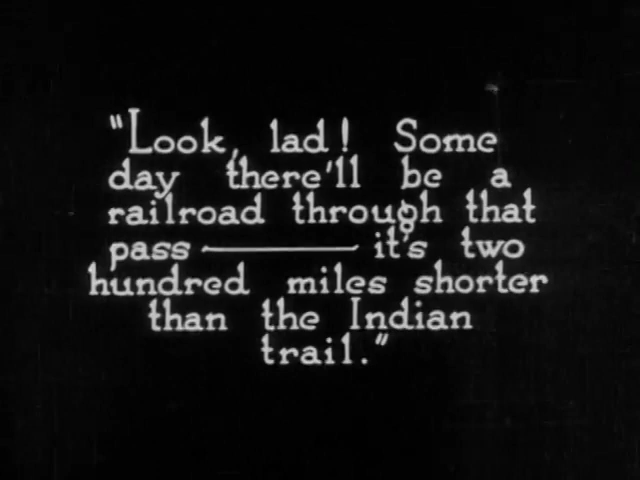 "Look, lad! Some
day there'll be a
railroad through that
pass —— it's two
hundred miles shorter
than the Indian
trail."